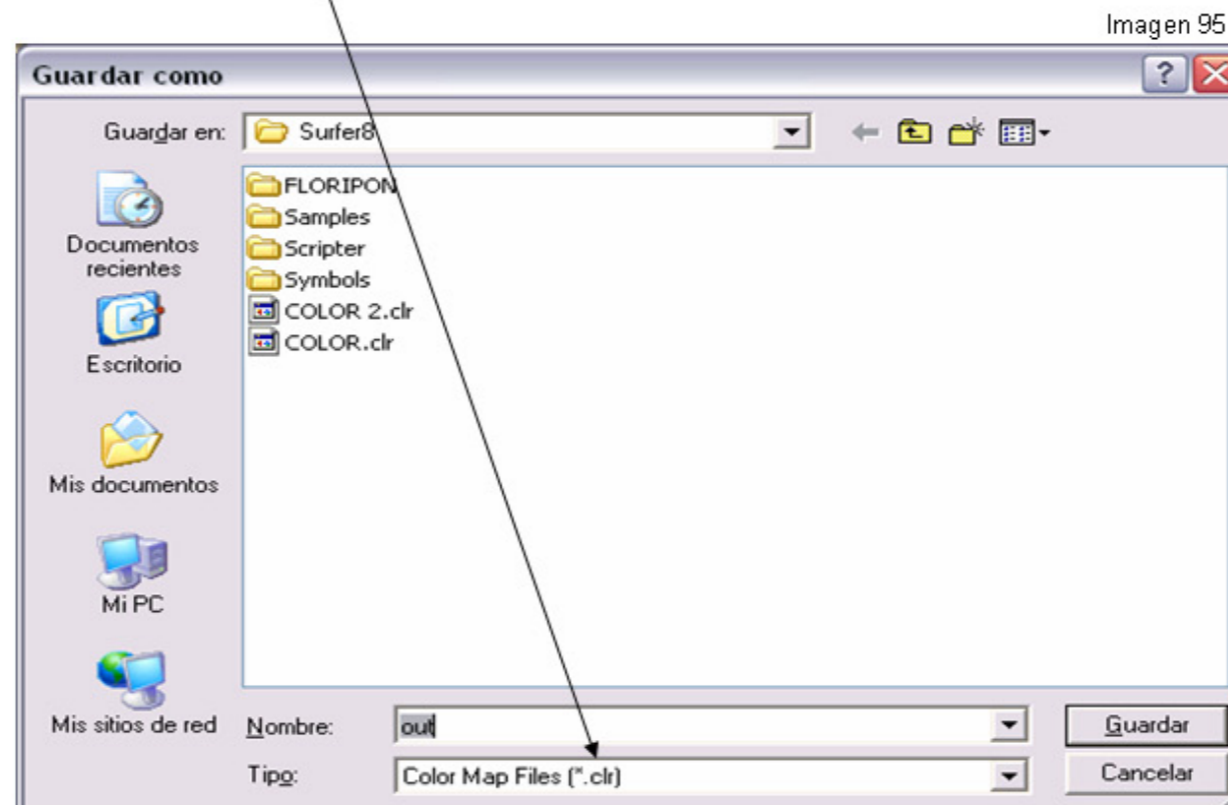 Imagen 95
Guardar como
Guardar en:
Surfer8
FLORIPON
Samples
Scripter
Symbols
COLOR 2.clr
COLOR.clr
Documentos
recientes
Escritorio
Mis documentos
Mi PC
Mis sitios de red
Nombre:
out
Guardar
Tipo:
Color Map Files (*.clr)
Cancelar